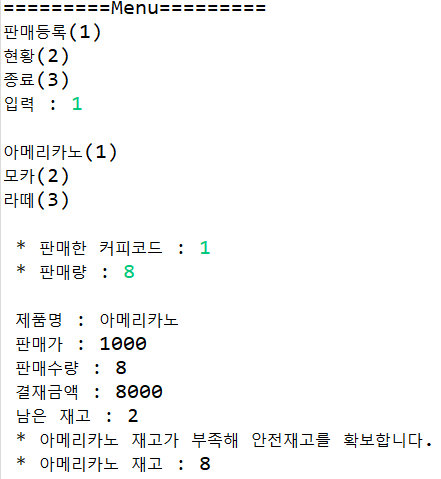 =========Menu=========
판매등록(1)
현황(2)
종료(3)
입력 : 1
아메리카노(1)
모카(2)
라떼(3)
* 판매한 커피코드 : 1
* 판매량 : 8
제품명 : 아메리카노
판매가 : 1000
판매수량 : 8
결재금액 : 8000
남은 재고 : 2
* 아메리카노 재고가 부족해 안전재고를 확보합니다.
* 아메리카노 재고 : 8